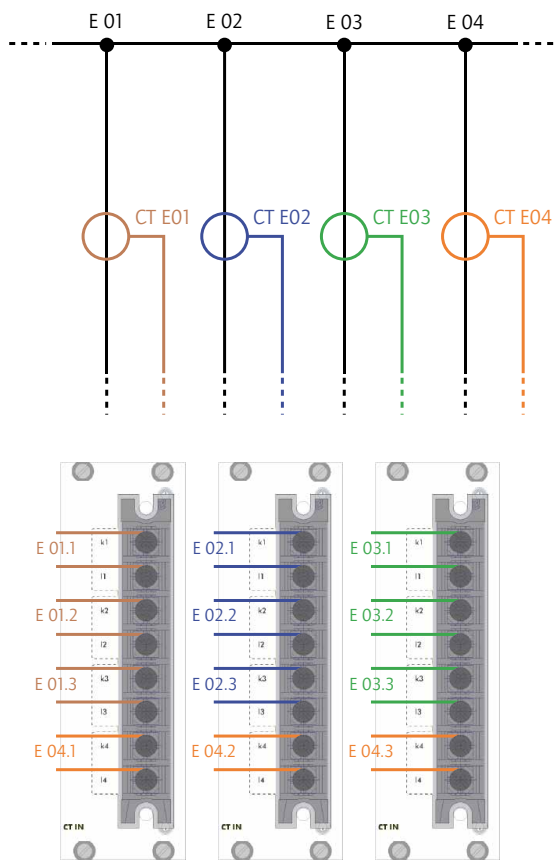 E 01 E 02 E 03 E 04
CT E01 CT E02 CT E03 CT E04
k1 k1 k1
E 01.1 E 02.1 E 03.1
l1 l1 l1
k2 k2 k2
E 01.2 E 02.2 E 03.2
l2 l2 l2
k3 k3 k3
E 01.3 E 02.3 E 03.3
l3 l3 l3
k4 k4 k4
E 04.1 E 04.2 E 04.3
l4 l4 l4
CT IN CT IN CT IN